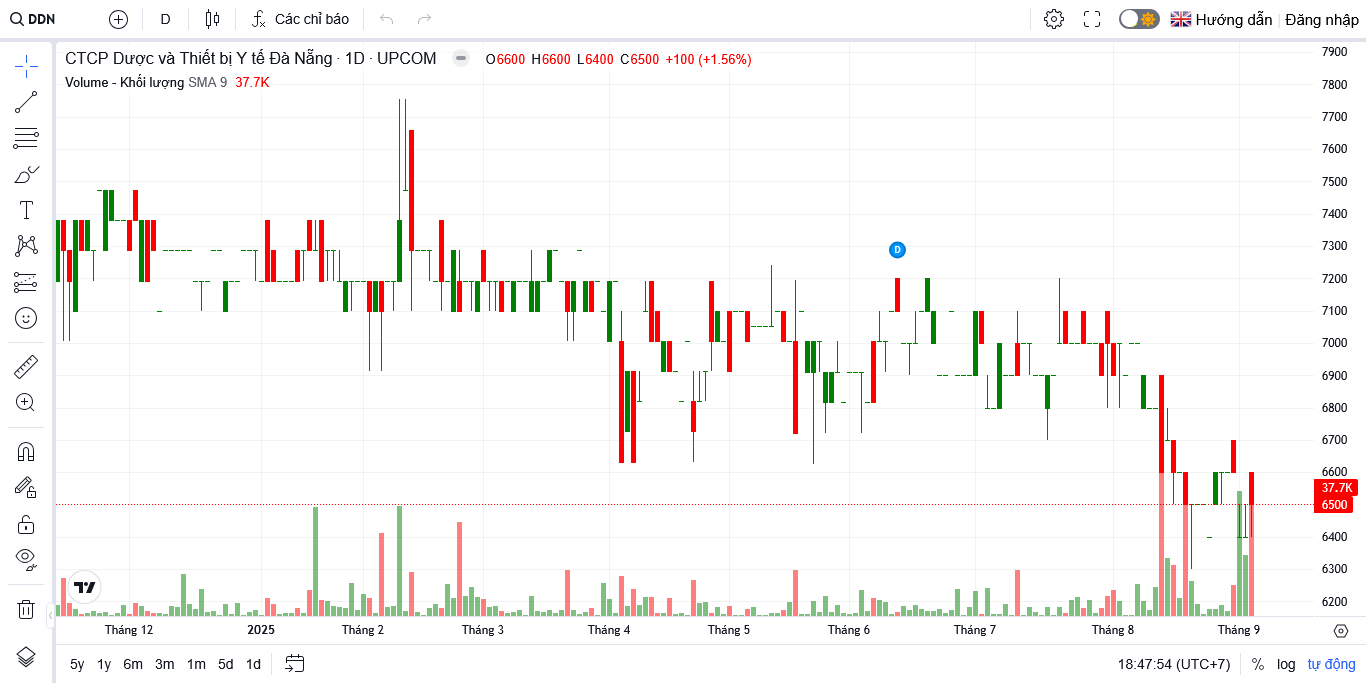 DDN
D
Các chỉ báo
Hướng dẫn
Đăng nhập
CTCP Dược và Thiết bị Y tế Đà Nẵng · 1D · UPCOM
O6600 H6600 L6400 C6500 +100 (+1.56%)
Volume - Khối lượng SMA 9 37.7K
D
7900
7800
7700
7600
7500
7400
7300
7200
7100
7000
6900
6800
6700
6600
37.7K
6500
6400
6300
6200
Tháng 12
2025
Tháng 2
Tháng 3
Tháng 4
Tháng 5
Tháng 6
Tháng 7
Tháng 8
Tháng 9
5y 1y 6m 3m 1m 5d 1d
18:47:54 (UTC+7)
% log tự động